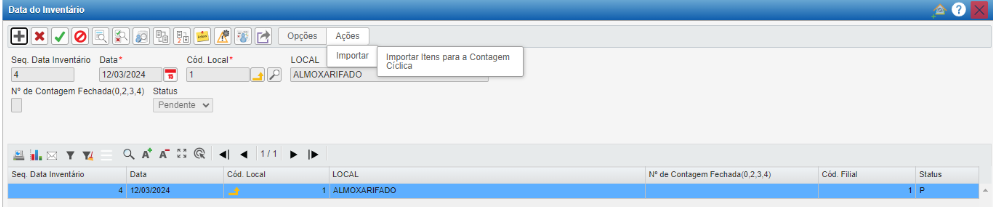 Data do Inventário
Opções Ações
Importar
Importar Itens para a Contagem
Cíclica
Seq. Data Inventário Data* Cód. Local* LOCAL
4 12/03/2024 1 ALMOXARIFADO
Nº de Contagem Fechada(0,2,3,4) Status
Pendente
1 / 1
Seq. Data Inventário Data Cód. Local LOCAL Nº de Contagem Fechada(0,2,3,4) Cód. Filial Status
4 12/03/2024 1 ALMOXARIFADO 1 P